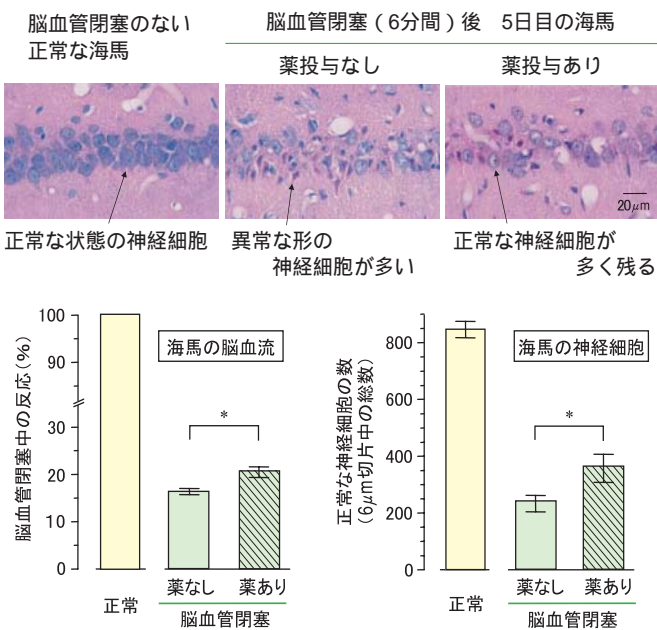 脳血管閉塞のない
正常な海馬
脳血管閉塞（6分間）後 5日目の海馬
薬投与なし
薬投与あり
20μm
正常な状態の神経細胞
異常な形の
神経細胞が多い
正常な神経細胞が
多く残る
脳血管閉塞中の反応(%)
100
90
30
20
10
0
海馬の脳血流
*
正常
薬なし
薬あり
脳血管閉塞
正常な神経細胞の数
(6μm切片中の総数)
800
600
400
200
0
海馬の神経細胞
*
正常
薬なし
薬あり
脳血管閉塞